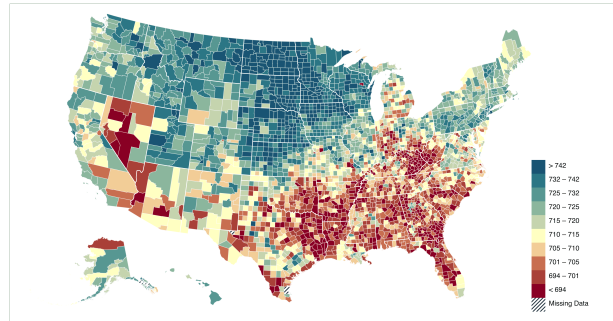 > 742
732 – 742
725 – 732
720 – 725
715 – 720
710 – 715
705 – 710
701 – 705
694 – 701
< 694
Missing Data